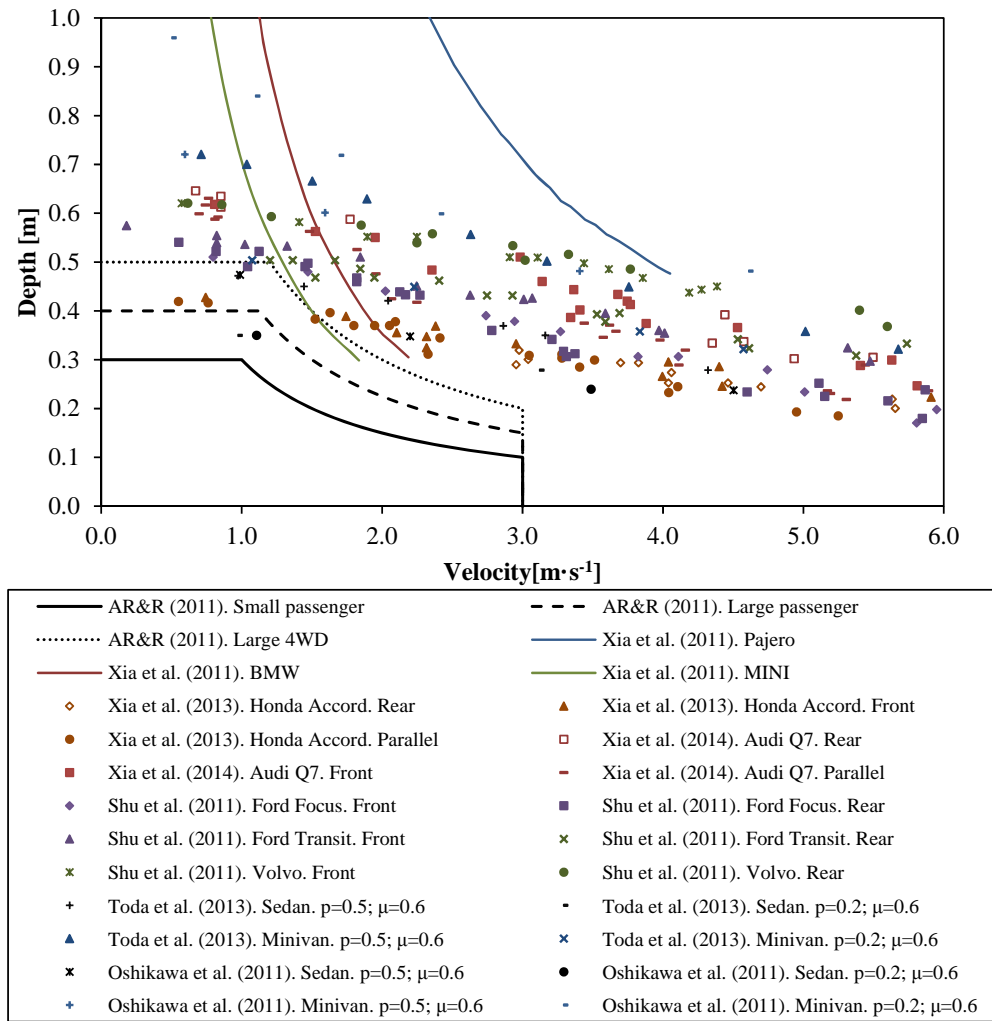 1.0
0.9
0.8
0.7
0.6
0.5
0.4
0.3
0.2
0.1
0.0
Depth [m]
0.0 1.0 2.0 3.0 4.0 5.0 6.0
Velocity[m·s-1]
AR&R (2011). Small passenger
AR&R (2011). Large passenger
AR&R (2011). Large 4WD
Xia et al. (2011). Pajero
Xia et al. (2011). BMW
Xia et al. (2011). MINI
Xia et al. (2013). Honda Accord. Rear
Xia et al. (2013). Honda Accord. Front
Xia et al. (2013). Honda Accord. Parallel
Xia et al. (2014). Audi Q7. Rear
Xia et al. (2014). Audi Q7. Front
Xia et al. (2014). Audi Q7. Parallel
Shu et al. (2011). Ford Focus. Front
Shu et al. (2011). Ford Focus. Rear
Shu et al. (2011). Ford Transit. Front
Shu et al. (2011). Ford Transit. Rear
Shu et al. (2011). Volvo. Front
Shu et al. (2011). Volvo. Rear
Toda et al. (2013). Sedan. p=0.5; μ=0.6
Toda et al. (2013). Sedan. p=0.2; μ=0.6
Toda et al. (2013). Minivan. p=0.5; μ=0.6
Toda et al. (2013). Minivan. p=0.2; μ=0.6
Oshikawa et al. (2011). Sedan. p=0.5; μ=0.6
Oshikawa et al. (2011). Sedan. p=0.2; μ=0.6
Oshikawa et al. (2011). Minivan. p=0.5; μ=0.6
Oshikawa et al. (2011). Minivan. p=0.2; μ=0.6